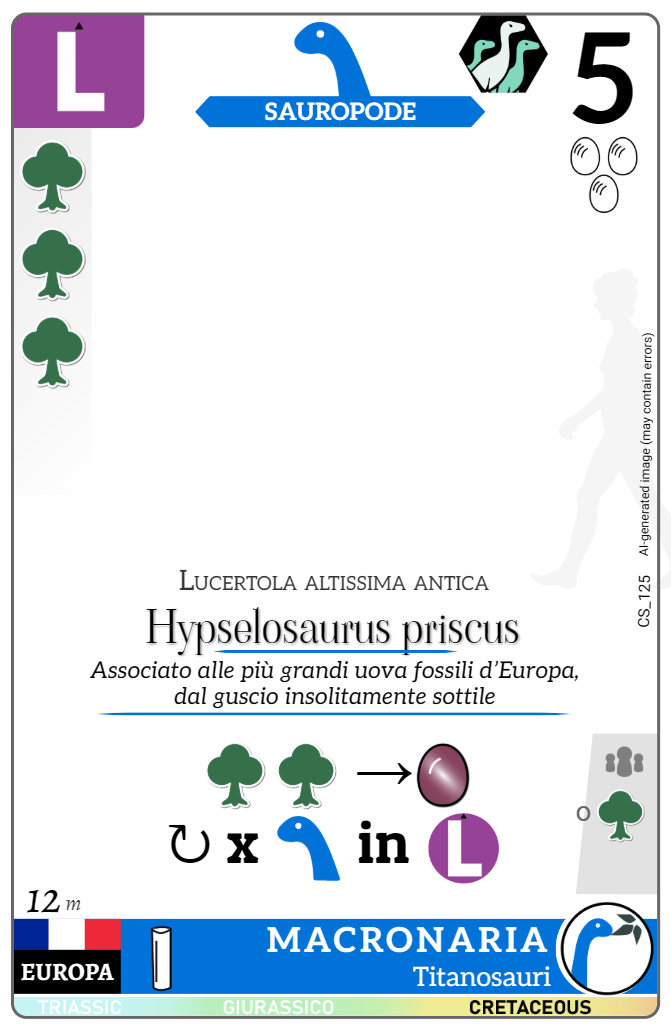 L
SAUROPODE
5
AI-generated image (may contain errors)
CS_125
Lucertola altissima antica
Hypselosaurus priscus
Associato alle più grandi uova fossili d'Europa,
dal guscio insolitamente sottile
↻ x in L
o
12 m
EUROPA
MACRONARIA
Titanosauri
TRIASSIC GIURASSICO CRETACEOUS